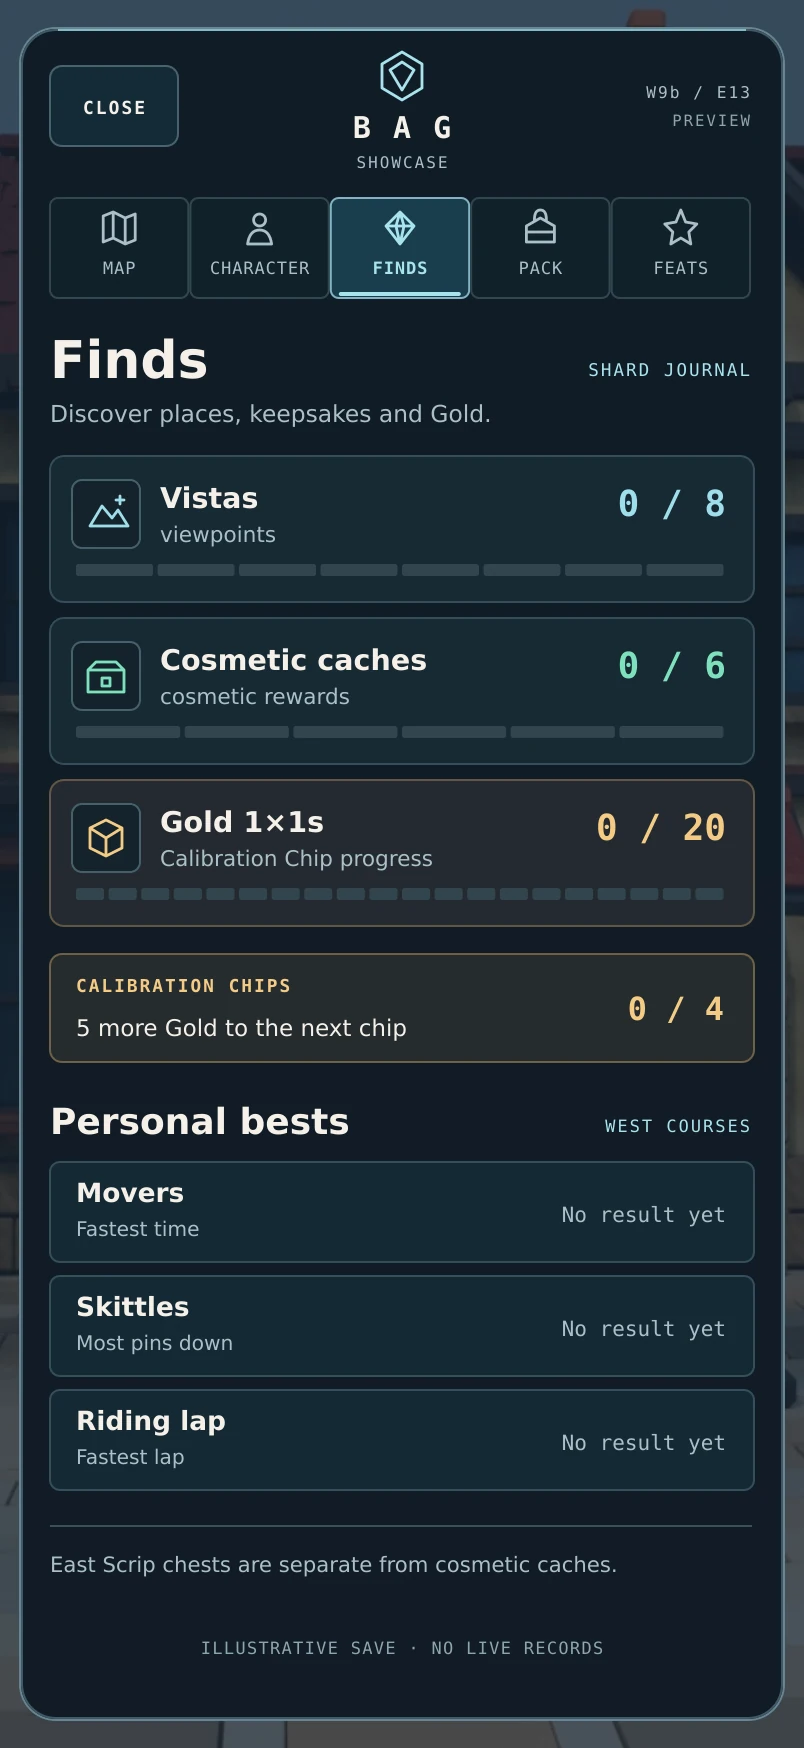 CLOSE
BAG
SHOWCASE
W9b / E13
PREVIEW
MAP
CHARACTER
FINDS
PACK
FEATS
Finds
SHARD JOURNAL
Discover places, keepsakes and Gold.
Vistas
viewpoints
0 / 8
Cosmetic caches
cosmetic rewards
0 / 6
Gold 1×1s
Calibration Chip progress
0 / 20
CALIBRATION CHIPS
5 more Gold to the next chip
0 / 4
Personal bests
WEST COURSES
Movers
Fastest time
No result yet
Skittles
Most pins down
No result yet
Riding lap
Fastest lap
No result yet
East Scrip chests are separate from cosmetic caches.
ILLUSTRATIVE SAVE · NO LIVE RECORDS